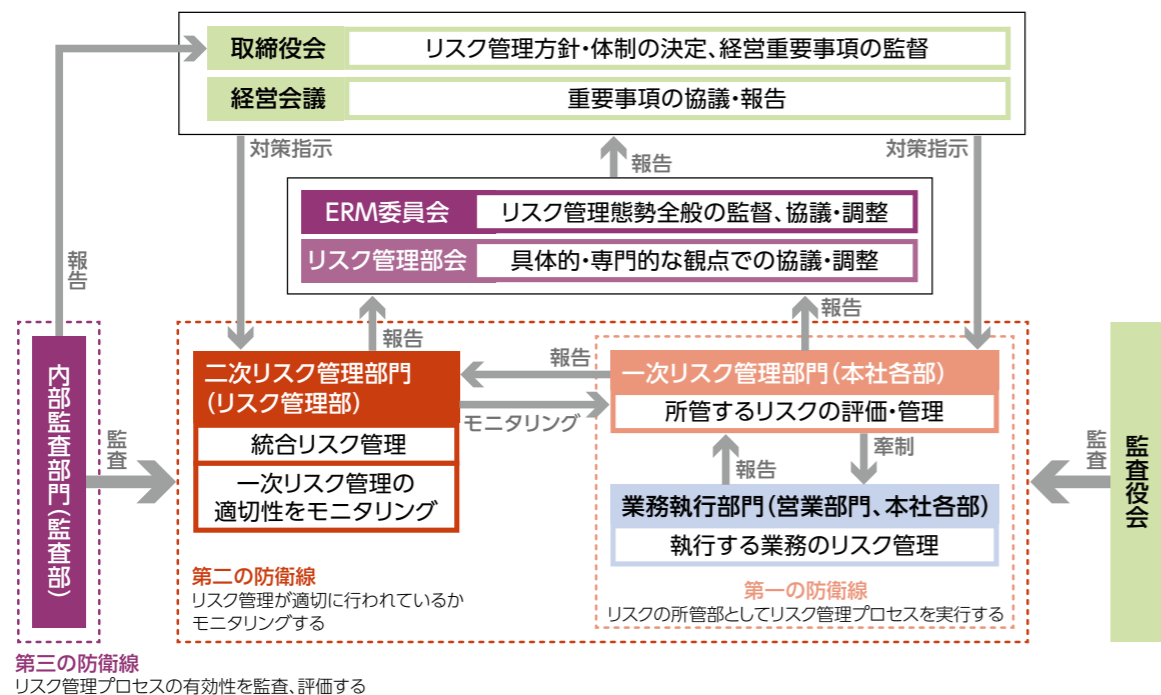 取締役会
リスク管理方針・体制の決定、経営重要事項の監督
経営会議
重要事項の協議・報告
対策指示
報告
対策指示
ERM委員会
リスク管理態勢全般の監督、協議・調整
リスク管理部会
具体的・専門的な観点での協議・調整
報告
報告
報告
内部監査部門（監査部）
監査
二次リスク管理部門
（リスク管理部）
統合リスク管理
一次リスク管理の
適切性をモニタリング
報告
モニタリング
一次リスク管理部門（本社各部）
所管するリスクの評価・管理
報告
牽制
業務執行部門（営業部門、本社各部）
執行する業務のリスク管理
監査
監査役会
第二の防衛線
リスク管理が適切に行われているか
モニタリングする
第一の防衛線
リスクの所管部としてリスク管理プロセスを実行する
第三の防衛線
リスク管理プロセスの有効性を監査、評価する